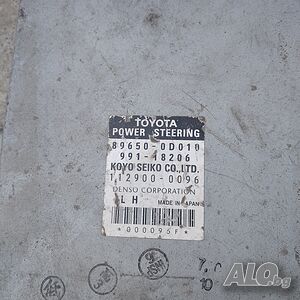 TOYOTA
POWER STEERING
89650-0D010
991-18206
KOYO SEIKO CO.,LTD.
112900-0096
DENSO CORPORATION
LH MADE IN JAPAN
*000096F*
ALO.bg